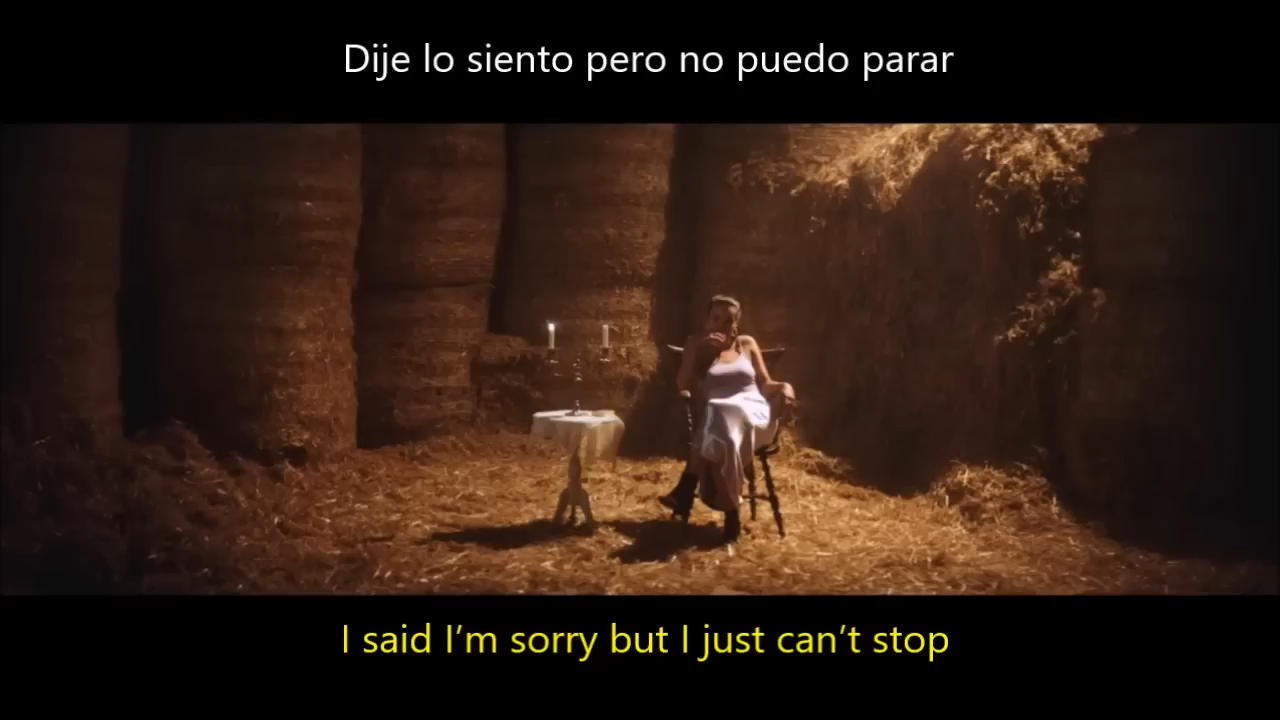 Dije lo siento pero no puedo parar
I said I’m sorry but I just can’t stop